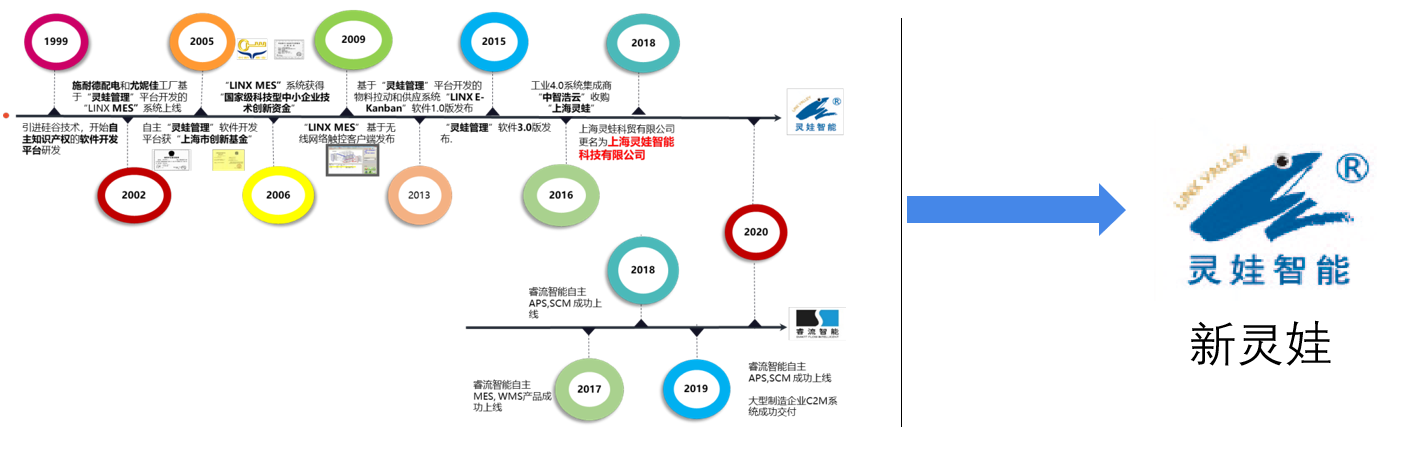 1999
2005
2009
2015
2018
施耐德配电和尤妮佳工厂基
于“灵蛙管理”平台开发的
“LINX MES”系统上线
“LINX MES”系统获得
“国家级科技型中小企业技
术创新资金”
基于“灵蛙管理”平台开发的
物料拉动和供应系统“LINX E-
Kanban”软件1.0版发布
工业4.0系统集成商
“中智浩云”收购
“上海灵蛙”
LINK VALLEY
®
灵蛙智能
引进硅谷技术，开始自
主知识产权的软件开发
平台研发
自主“灵蛙管理”软件开发
平台获“上海市创新基金”
“LINX MES”基于无
线网络触控客户端发布
“灵蛙管理”软件3.0版发
布.
上海灵蛙科贸有限公司
更名为上海灵蛙智能
科技有限公司
2002
2006
2013
2016
2020
2018
睿流智能自主
APS,SCM 成功上
线
睿流智能
2017
2019
睿流智能自主
MES, WMS产品成
功上线
睿流智能自主
APS,SCM 成功上线
大型制造企业C2M系
统成功交付
LINK VALLEY
®
灵蛙智能
新灵蛙